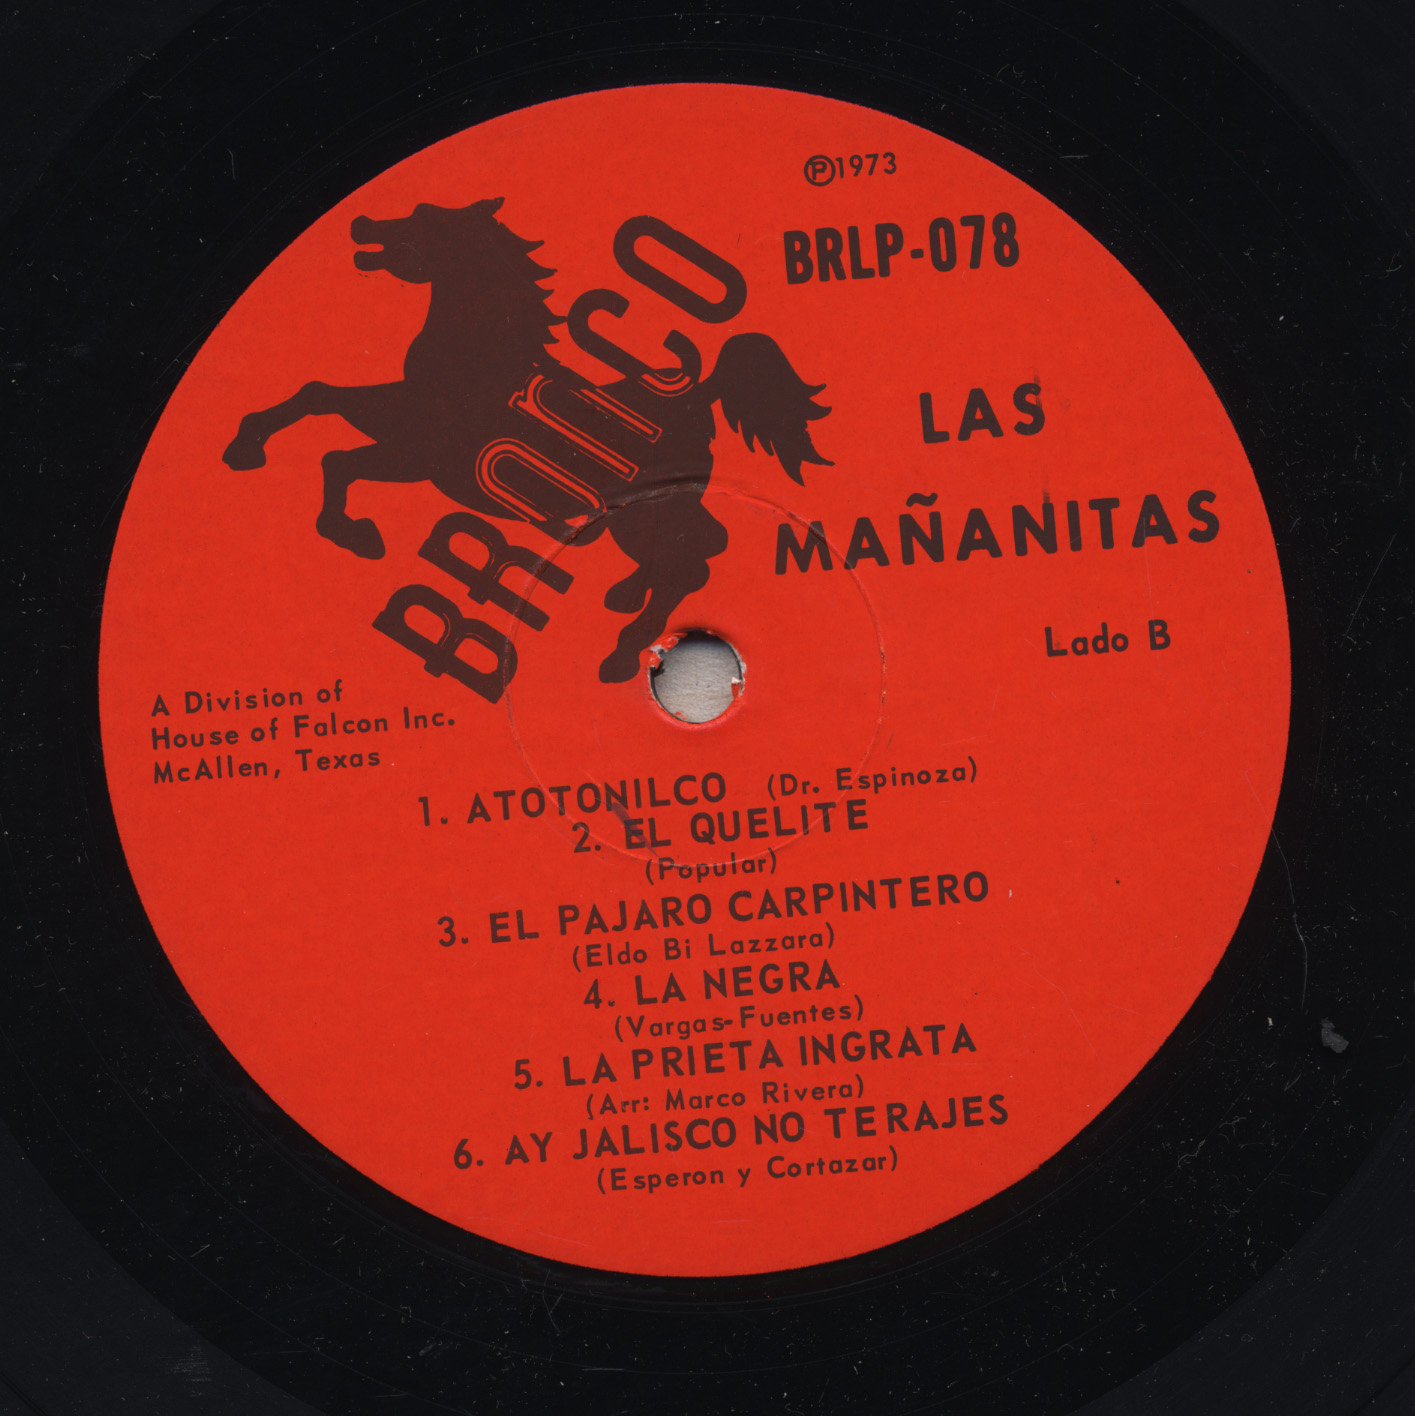 ℗1973
BRLP-078
BRONCO
LAS
MAÑANITAS
Lado B
A Division of
House of Falcon Inc.
McAllen, Texas
1. ATOTONILCO (Dr. Espinoza)
2. EL QUELITE
(Popular)
3. EL PAJARO CARPINTERO
(Eldo Bi Lazzara)
4. LA NEGRA
(Vargas-Fuentes)
5. LA PRIETA INGRATA
(Arr: Marco Rivera)
6. AY JALISCO NO TE RAJES
(Esperon y Cortazar)